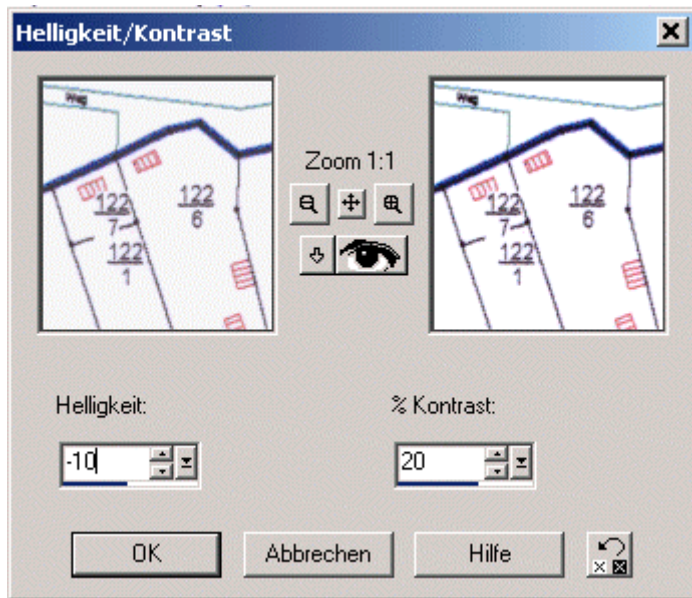 Helligkeit/Kontrast
Weg
122
7
122
1
122
6
Zoom 1:1
Weg
122
7
122
1
122
6
Helligkeit:
% Kontrast:
-10
20
OK
Abbrechen
Hilfe